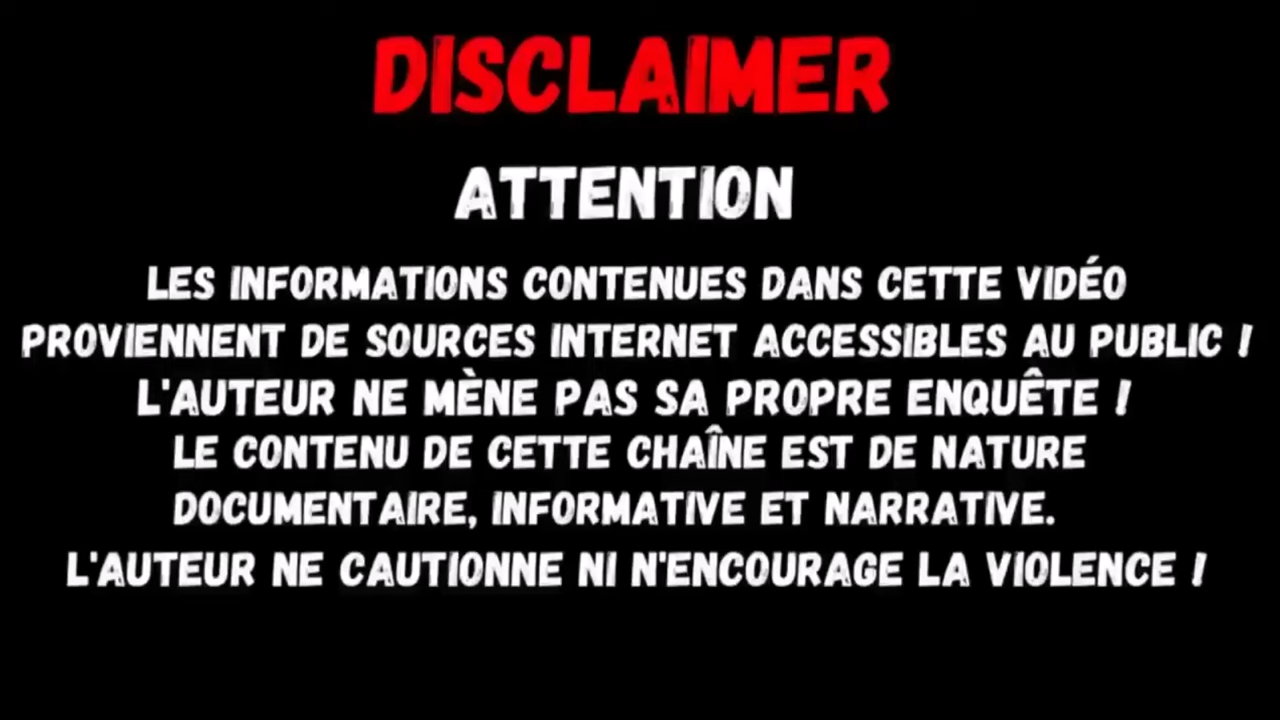 DISCLAIMER
ATTENTION
LES INFORMATIONS CONTENUES DANS CETTE VIDÉO
PROVIENNENT DE SOURCES INTERNET ACCESSIBLES AU PUBLIC !
L'AUTEUR NE MÈNE PAS SA PROPRE ENQUÊTE !
LE CONTENU DE CETTE CHAÎNE EST DE NATURE
DOCUMENTAIRE, INFORMATIVE ET NARRATIVE.
L'AUTEUR NE CAUTIONNE NI N'ENCOURAGE LA VIOLENCE !